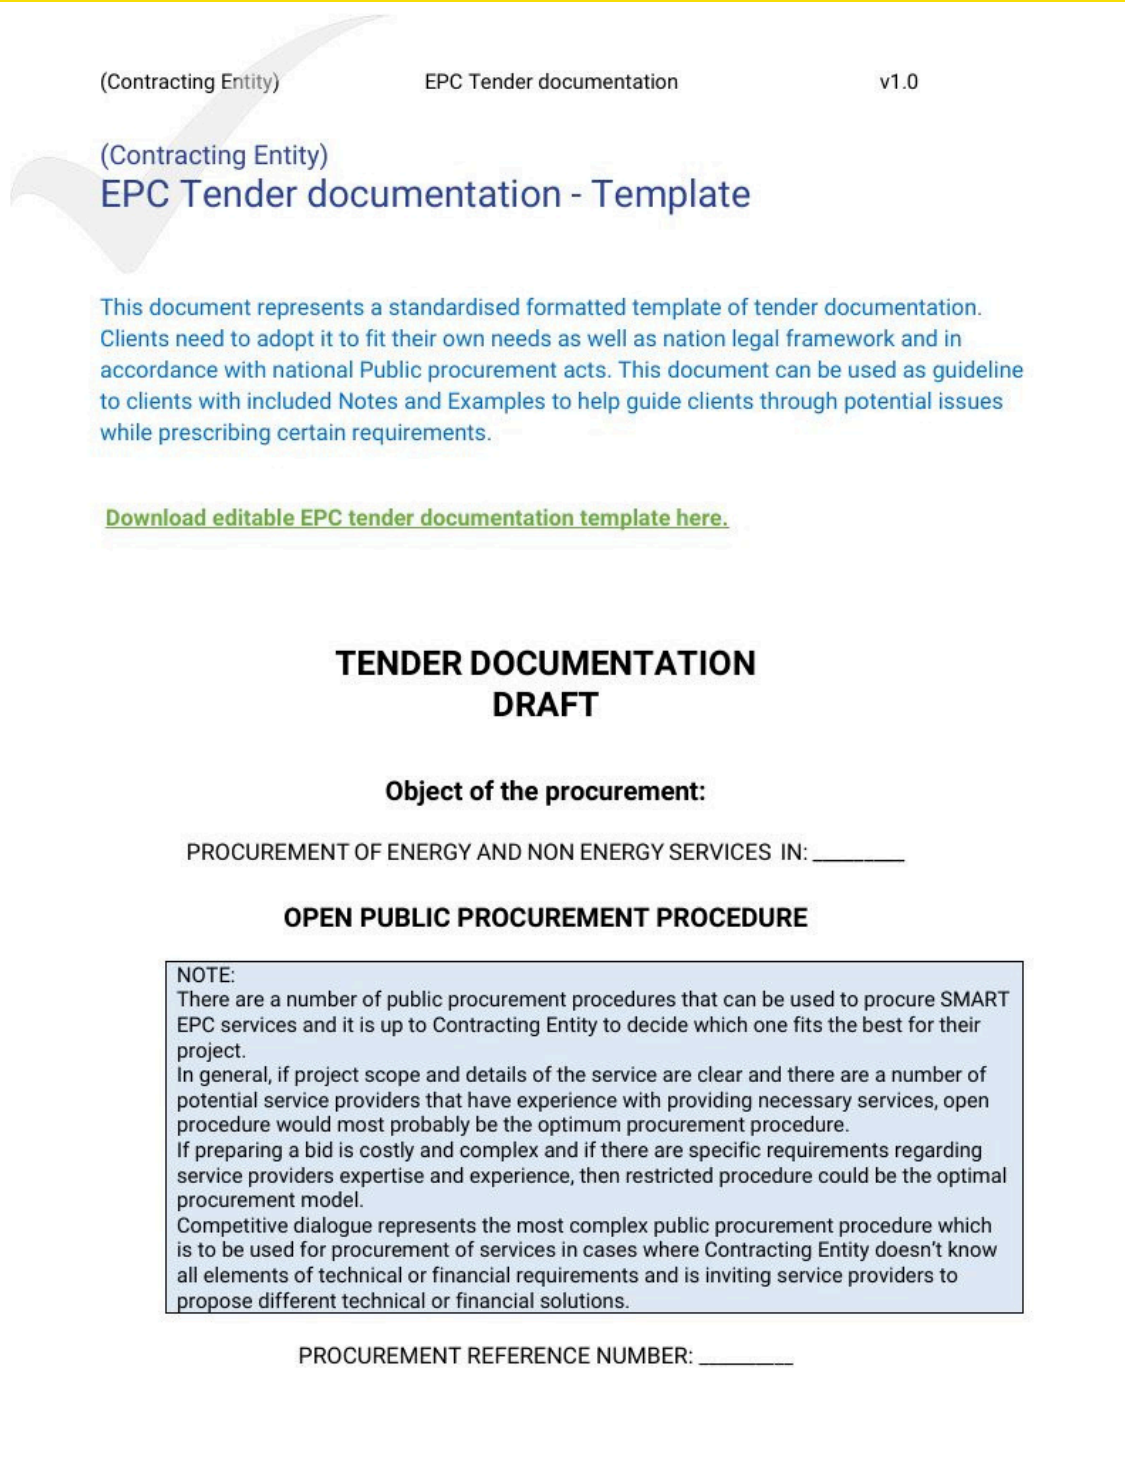 (Contracting Entity) EPC Tender documentation v1.0
(Contracting Entity)
EPC Tender documentation - Template
This document represents a standardised formatted template of tender documentation.
Clients need to adopt it to fit their own needs as well as nation legal framework and in
accordance with national Public procurement acts. This document can be used as guideline
to clients with included Notes and Examples to help guide clients through potential issues
while prescribing certain requirements.
Download editable EPC tender documentation template here.
TENDER DOCUMENTATION
DRAFT
Object of the procurement:
PROCUREMENT OF ENERGY AND NON ENERGY SERVICES IN: _________
OPEN PUBLIC PROCUREMENT PROCEDURE
NOTE:
There are a number of public procurement procedures that can be used to procure SMART
EPC services and it is up to Contracting Entity to decide which one fits the best for their
project.
In general, if project scope and details of the service are clear and there are a number of
potential service providers that have experience with providing necessary services, open
procedure would most probably be the optimum procurement procedure.
If preparing a bid is costly and complex and if there are specific requirements regarding
service providers expertise and experience, then restricted procedure could be the optimal
procurement model.
Competitive dialogue represents the most complex public procurement procedure which
is to be used for procurement of services in cases where Contracting Entity doesn't know
all elements of technical or financial requirements and is inviting service providers to
propose different technical or financial solutions.
PROCUREMENT REFERENCE NUMBER: _________